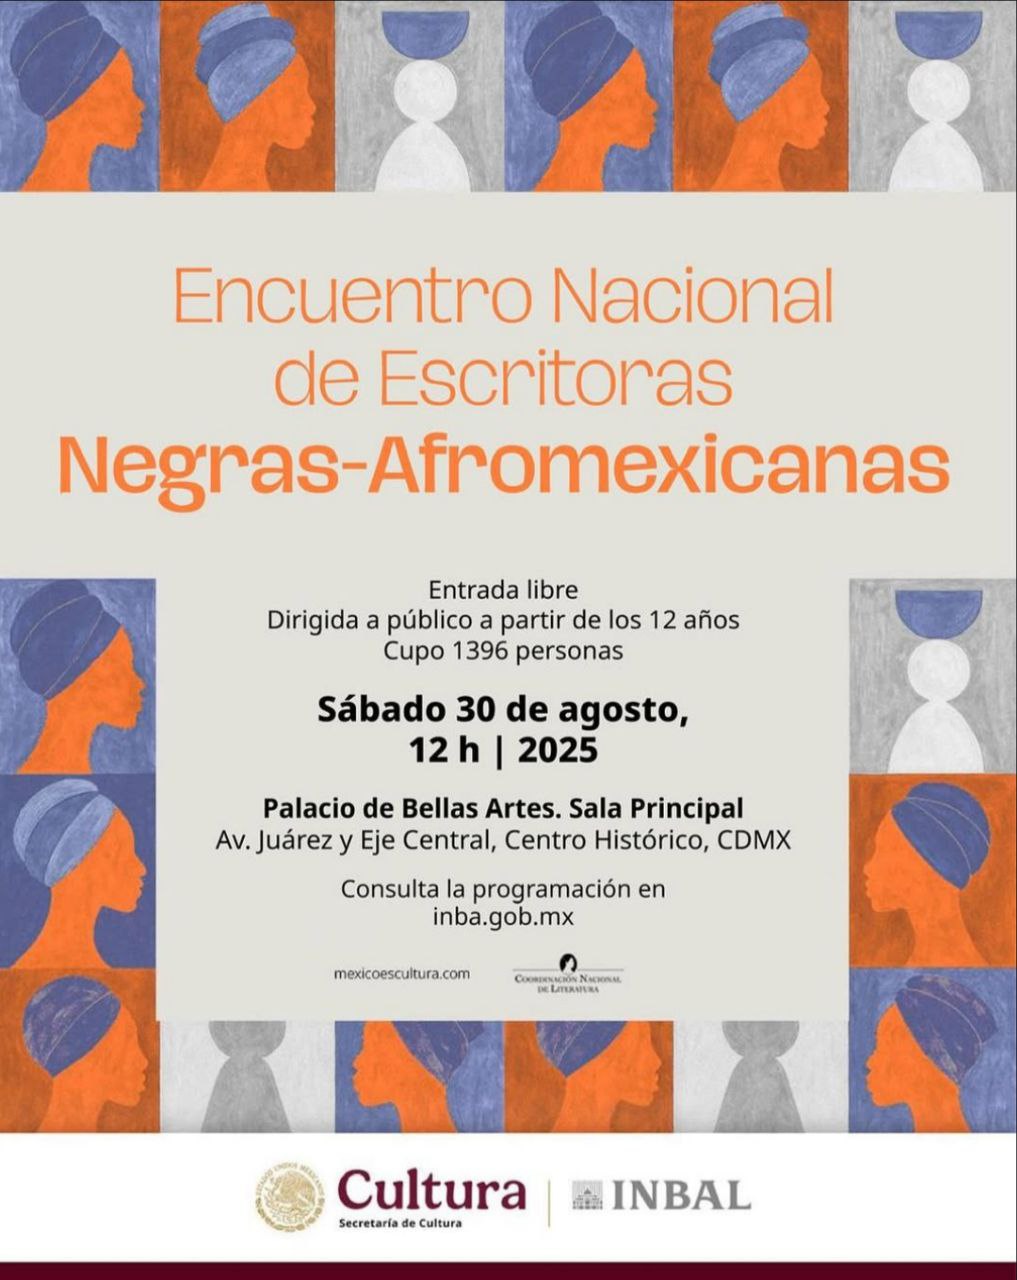 Encuentro Nacional
de Escritoras
Negras-Afromexicanas
Entrada libre
Dirigida a público a partir de los 12 años
Cupo 1396 personas
Sábado 30 de agosto,
12 h | 2025
Palacio de Bellas Artes. Sala Principal
Av. Juárez y Eje Central, Centro Histórico, CDMX
Consulta la programación en
inba.gob.mx
mexicoescultura.com
Coordinación Nacional
de Literatura
Cultura
Secretaría de Cultura
INBAL